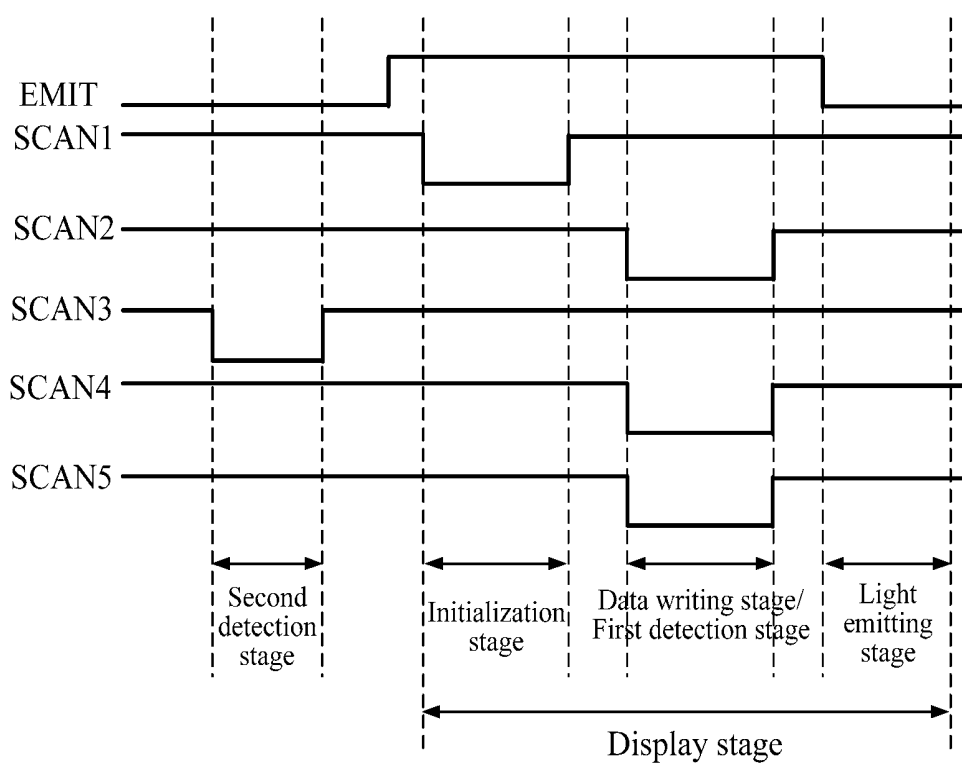 EMIT
SCAN1
SCAN2
SCAN3
SCAN4
SCAN5
Second
detection
stage
Initialization
stage
Data writing stage/
First detection stage
Light
emitting
stage
Display stage